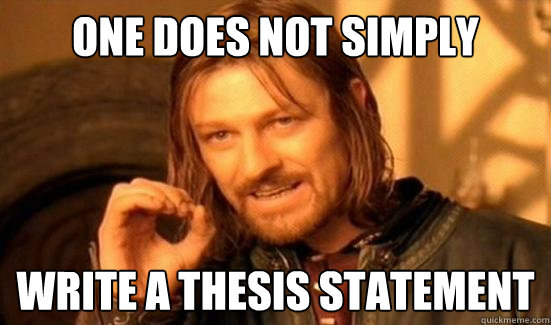 ONE DOES NOT SIMPLY
WRITE A THESIS STATEMENT
quickmeme.com